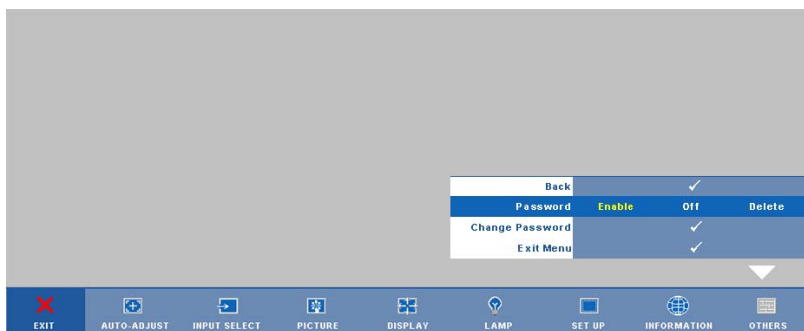 Back
Password Enable Off Delete
Change Password
Exit Menu
EXIT AUTO-ADJUST INPUT SELECT PICTURE DISPLAY LAMP SET UP INFORMATION OTHERS